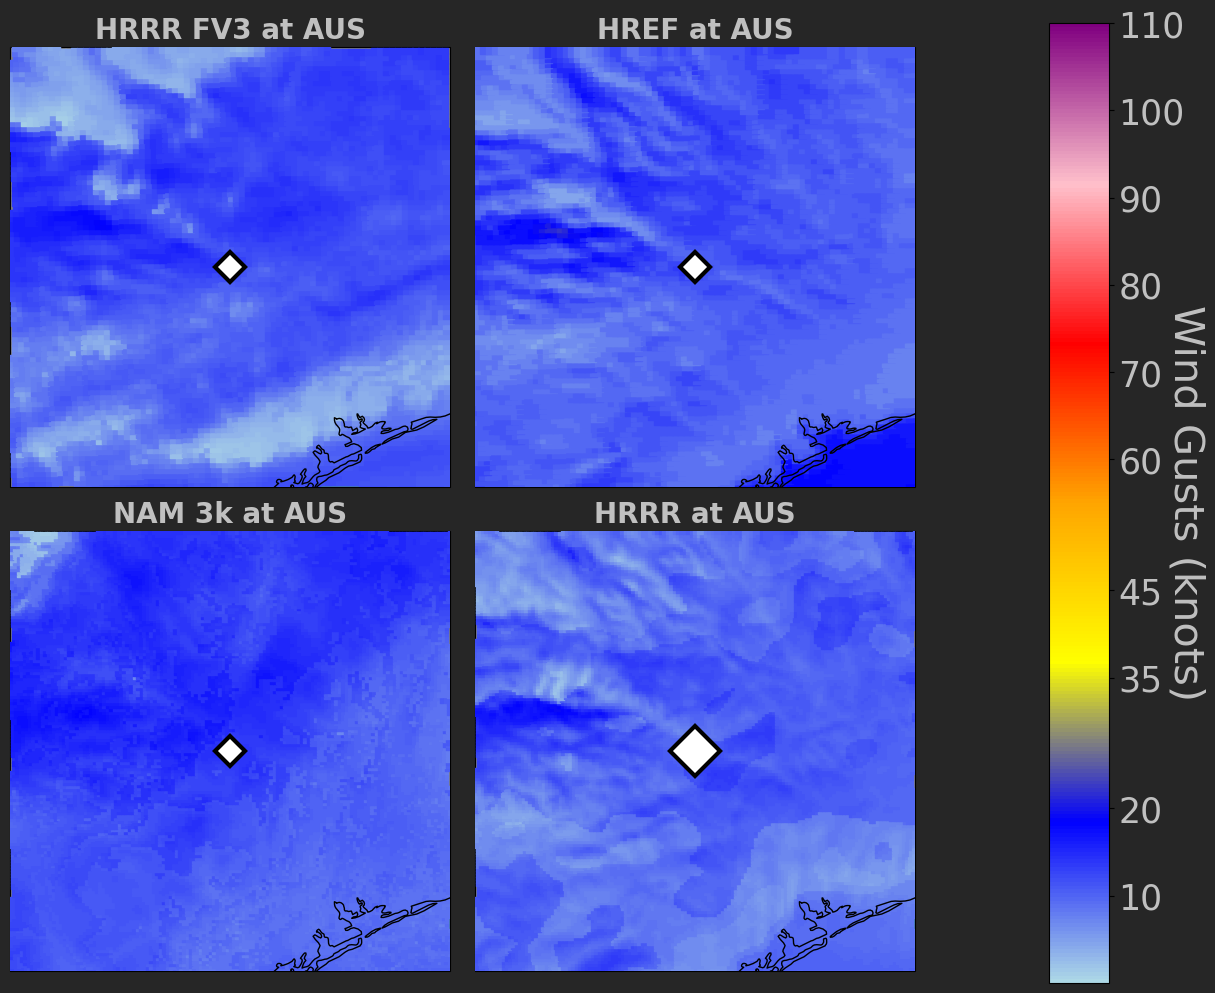 HRRR FV3 at AUS
HREF at AUS
NAM 3k at AUS
HRRR at AUS
110
100
90
80
70
60
45
35
20
10
Wind Gusts (knots)